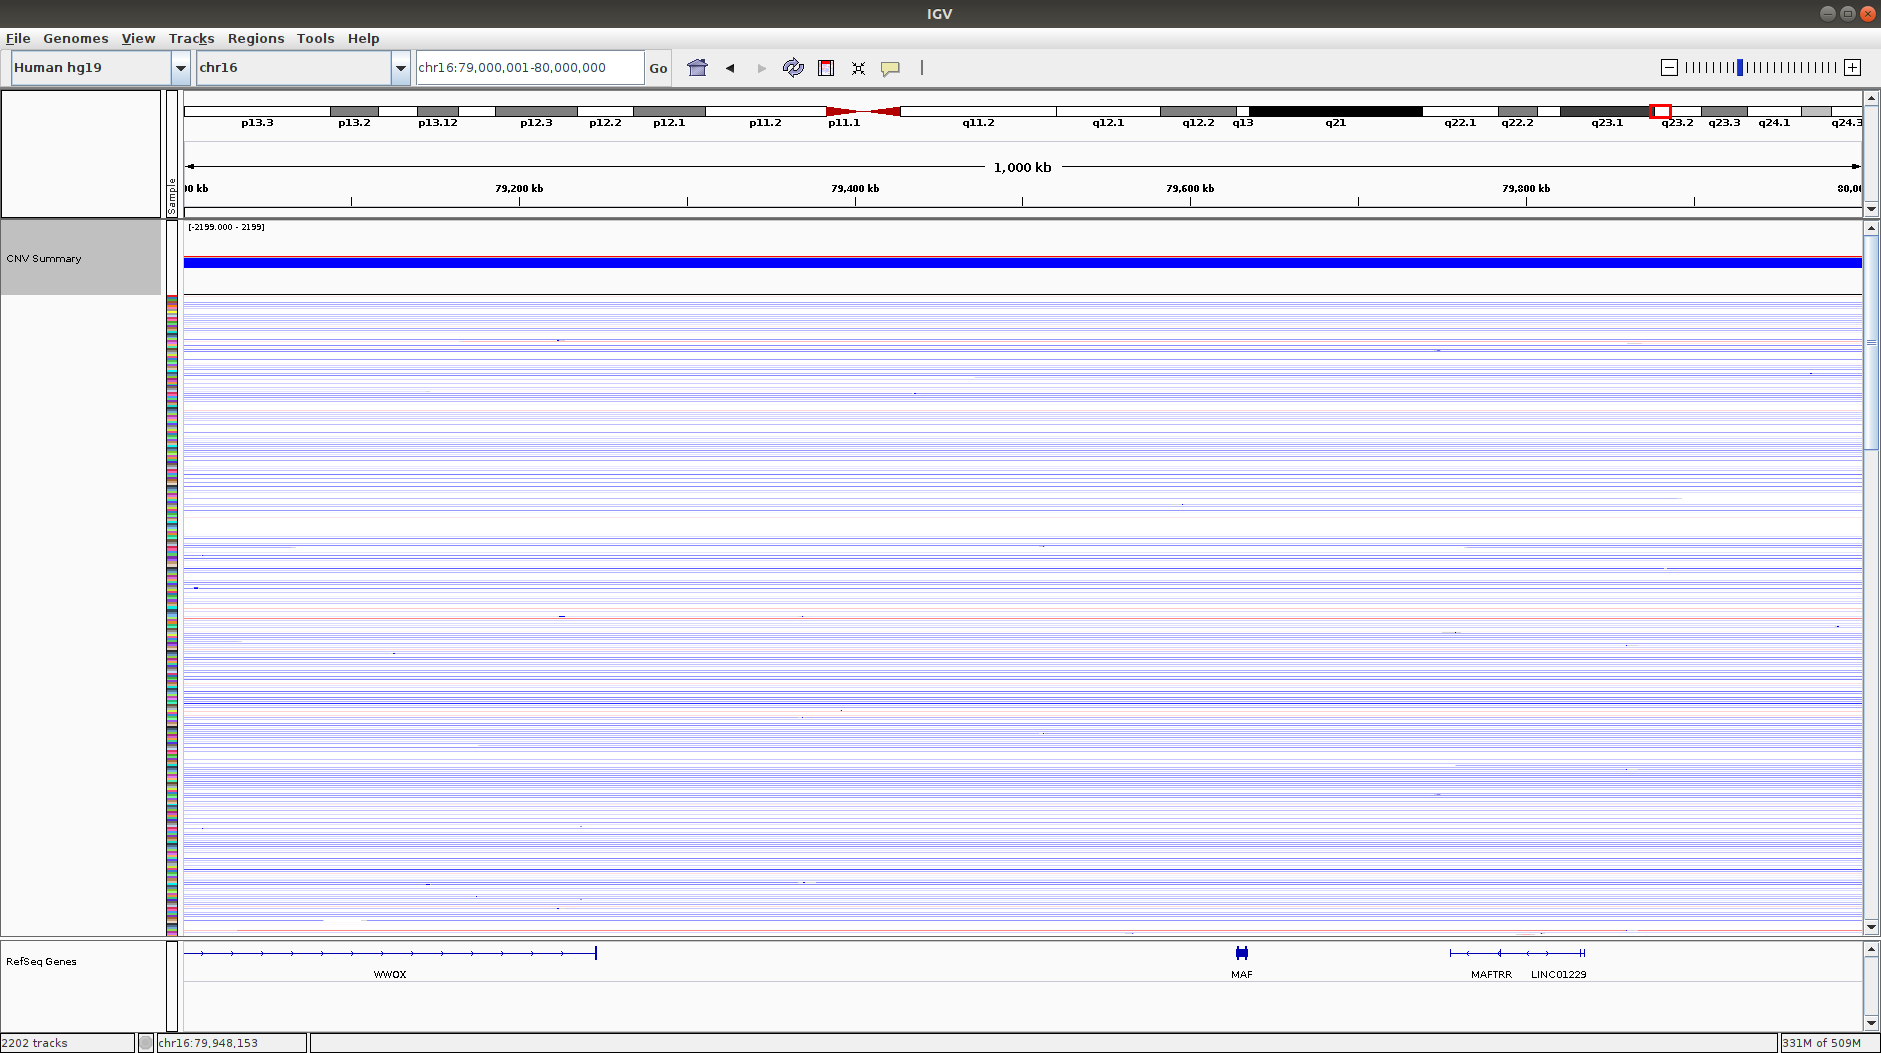 IGV
File Genomes View Tracks Regions Tools Help
Human hg19 chr16 chr16:79,000,001-80,000,000 Go
p13.3 p13.2 p13.12 p12.3 p12.2 p12.1 p11.2 p11.1 q11.2 q12.1 q12.2 q13 q21 q22.1 q22.2 q23.1 q23.2 q23.3 q24.1 q24.3
1,000 kb
00 kb 79,200 kb 79,400 kb 79,600 kb 79,800 kb 80,0
Sample
[-2199.000 - 2199]
CNV Summary
RefSeq Genes
WWOX MAF MAFTRR LINC01229
2202 tracks chr16:79,948,153 331M of 509M